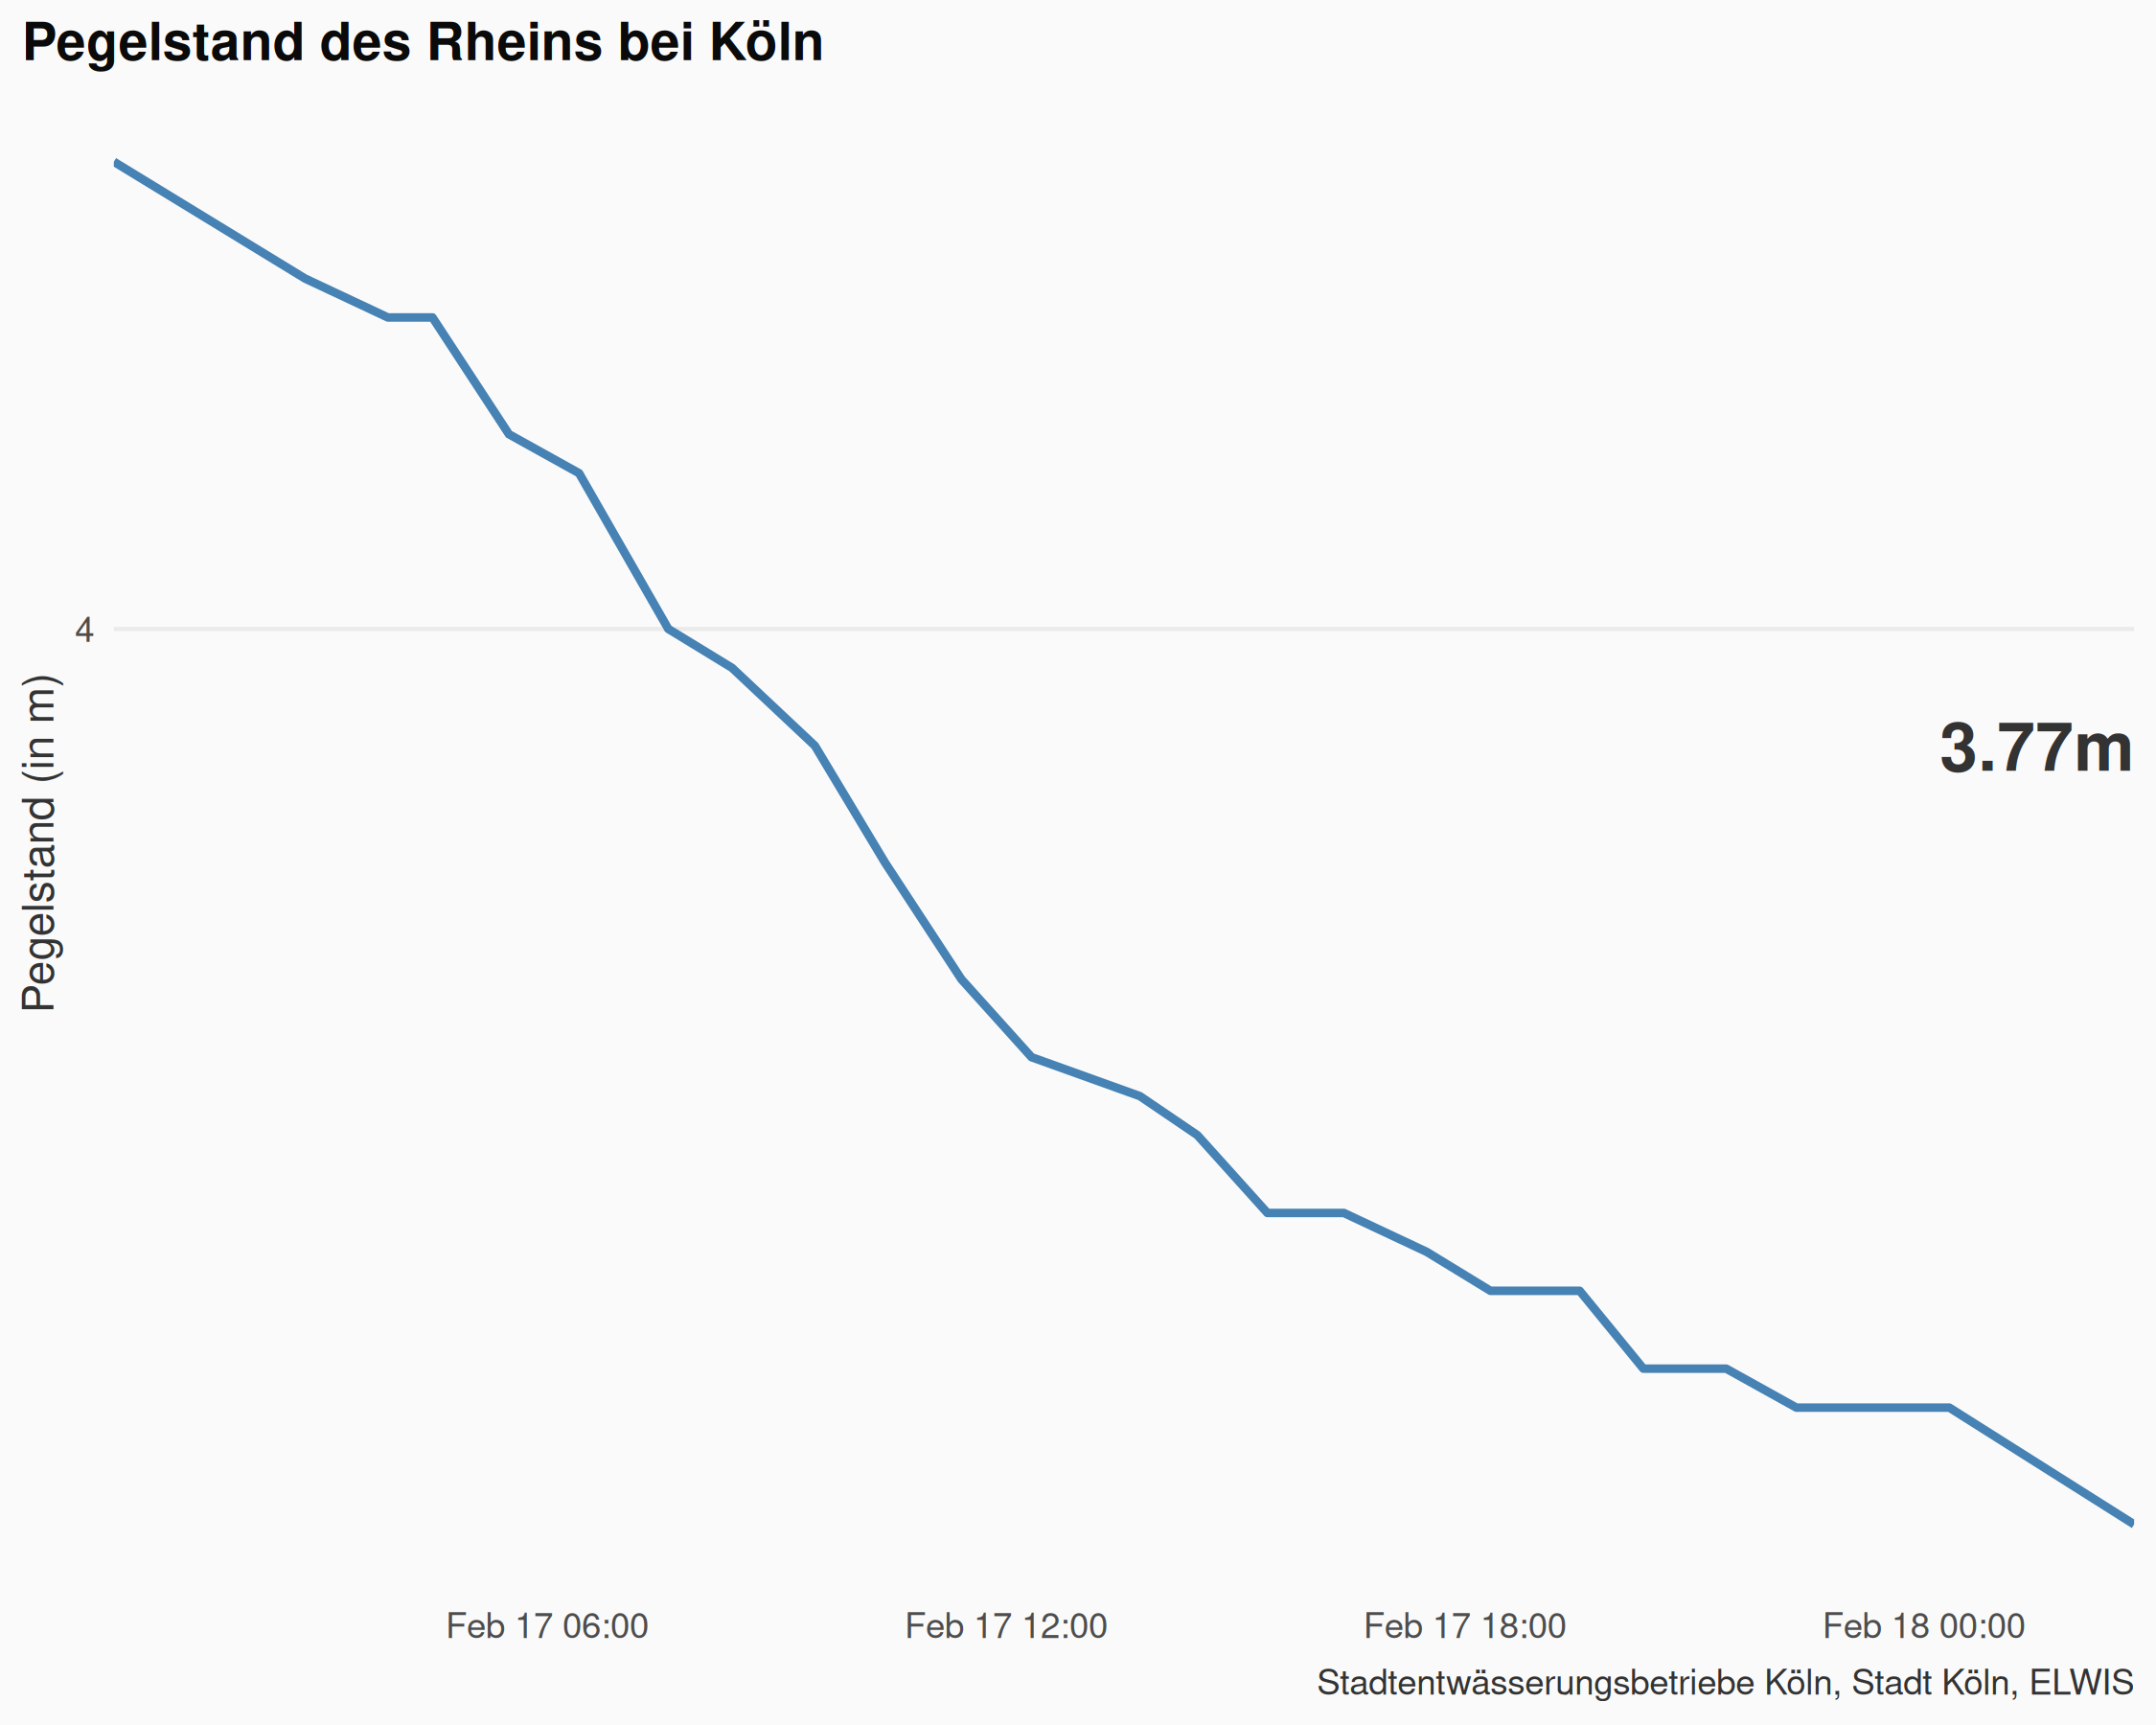 Pegelstand des Rheins bei Köln
Pegelstand (in m)
4
3.77m
Feb 17 06:00
Feb 17 12:00
Feb 17 18:00
Feb 18 00:00
Stadtentwässerungsbetriebe Köln, Stadt Köln, ELWIS